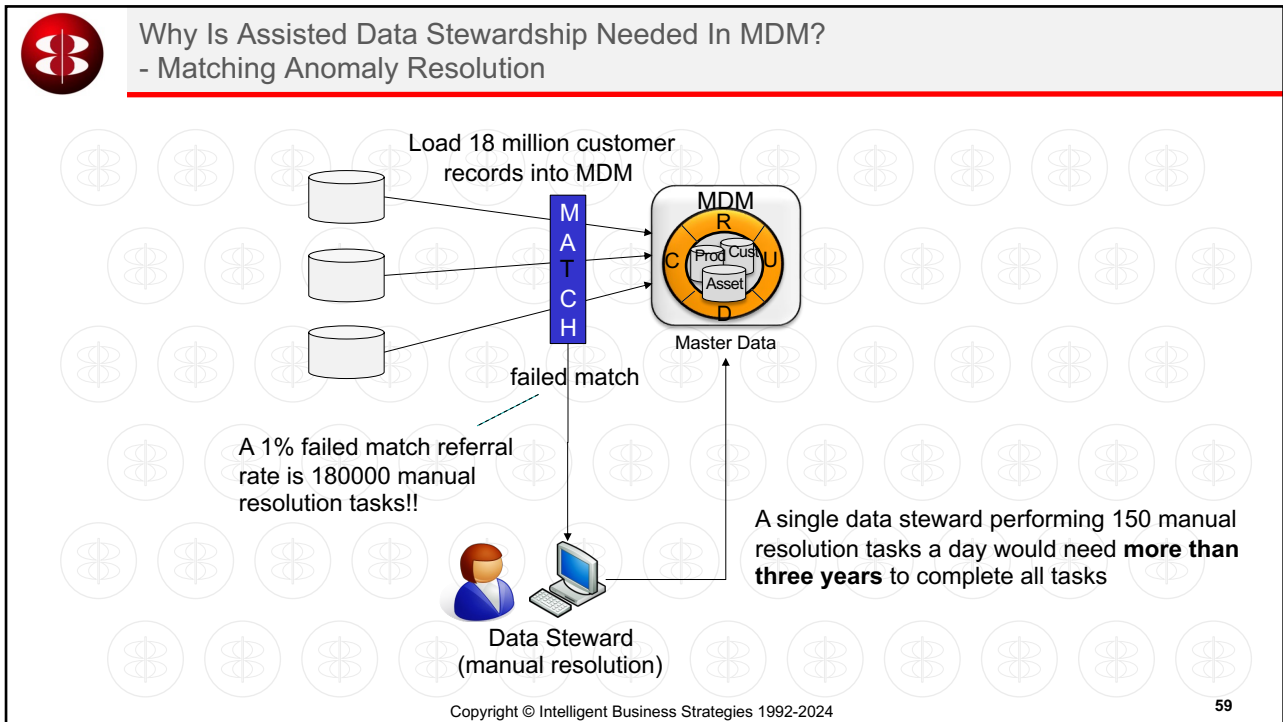 Why Is Assisted Data Stewardship Needed In MDM?
- Matching Anomaly Resolution
Load 18 million customer
records into MDM
M
A
T
C
H
MDM
R
C
U
D
Prod
Cust
Asset
Master Data
failed match
A 1% failed match referral
rate is 180000 manual
resolution tasks!!
A single data steward performing 150 manual
resolution tasks a day would need more than
three years to complete all tasks
Data Steward
(manual resolution)
Copyright © Intelligent Business Strategies 1992-2024
59